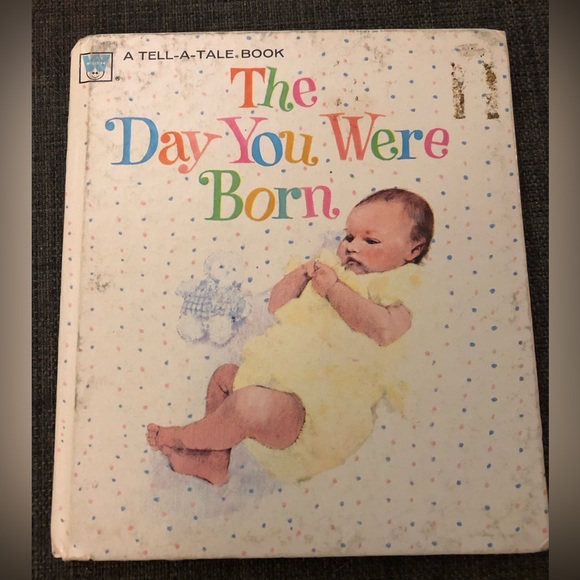 A TELL-A-TALE BOOK
The
Day You Were
Born